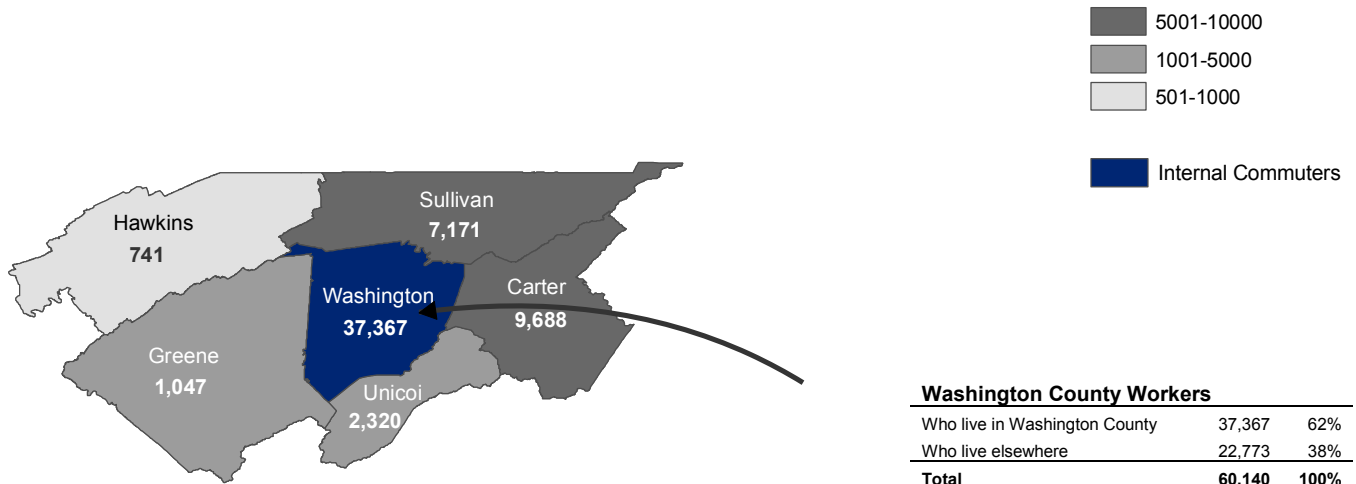 5001-10000
1001-5000
501-1000
Internal Commuters
Sullivan
7,171
Hawkins
741
Washington
37,367
Carter
9,688
Greene
1,047
Unicoi
2,320
Washington County Workers
Who live in Washington County 37,367 62%
Who live elsewhere 22,773 38%
Total 60,140 100%